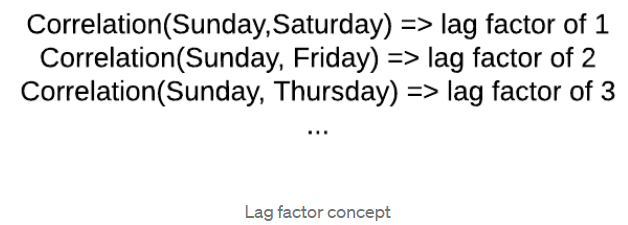 Correlation(Sunday,Saturday) => lag factor of 1
Correlation(Sunday, Friday) => lag factor of 2
Correlation(Sunday, Thursday) => lag factor of 3
...
Lag factor concept